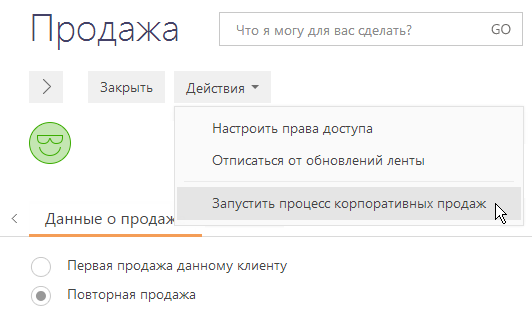 Продажа
Что я могу для вас сделать? GO
Закрыть Действия
Настроить права доступа
Отписаться от обновлений ленты
Запустить процесс корпоративных продаж
Данные о продаж
Первая продажа данному клиенту
Повторная продажа